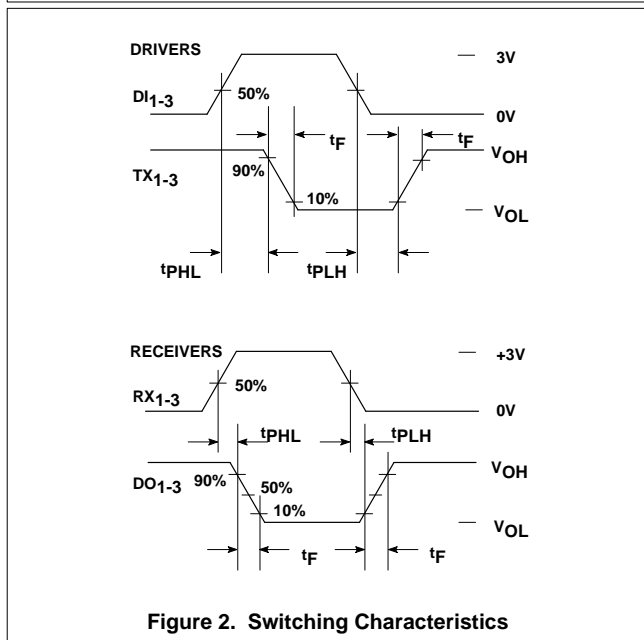 DRIVERS
3V
DI1-3
50%
0V
tF
tF
VOH
TX1-3
90%
10%
VOL
tPHL
tPLH
RECEIVERS
+3V
RX1-3
50%
0V
tPHL
tPLH
VOH
DO1-3
90%
50%
10%
VOL
tF
tF
Figure 2. Switching Characteristics